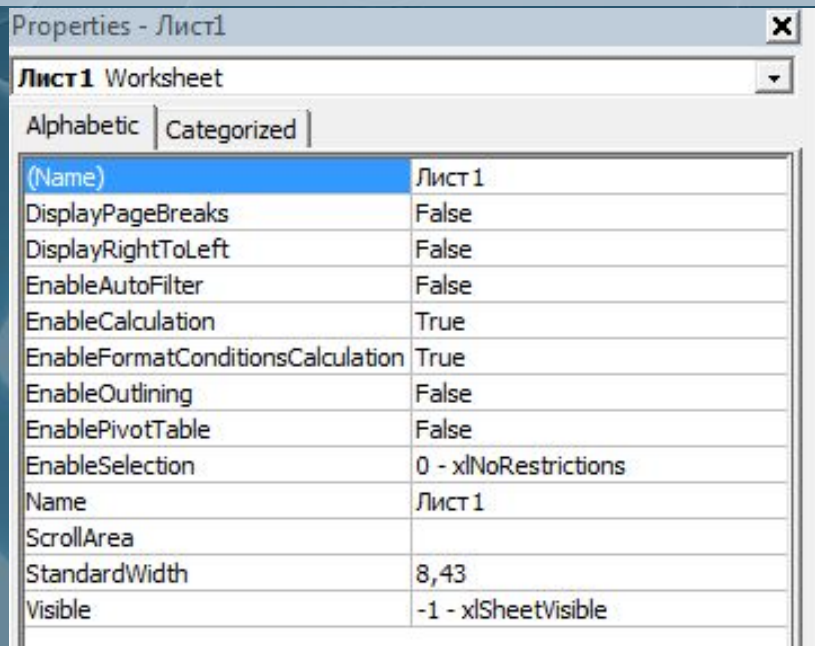 Properties - Лист1
Лист1 Worksheet
Alphabetic Categorized
(Name) Лист1
DisplayPageBreaks False
DisplayRightToLeft False
EnableAutoFilter False
EnableCalculation True
EnableFormatConditionsCalculation True
EnableOutlining False
EnablePivotTable False
EnableSelection 0 - xlNoRestrictions
Name Лист1
ScrollArea
StandardWidth 8,43
Visible -1 - xlSheetVisible